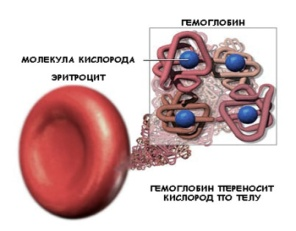 ГЕМОГЛОБИН
МОЛЕКУЛА КИСЛОРОДА
ЭРИТРОЦИТ
ГЕМОГЛОБИН ПЕРЕНОСИТ
КИСЛОРОД ПО ТЕЛУ